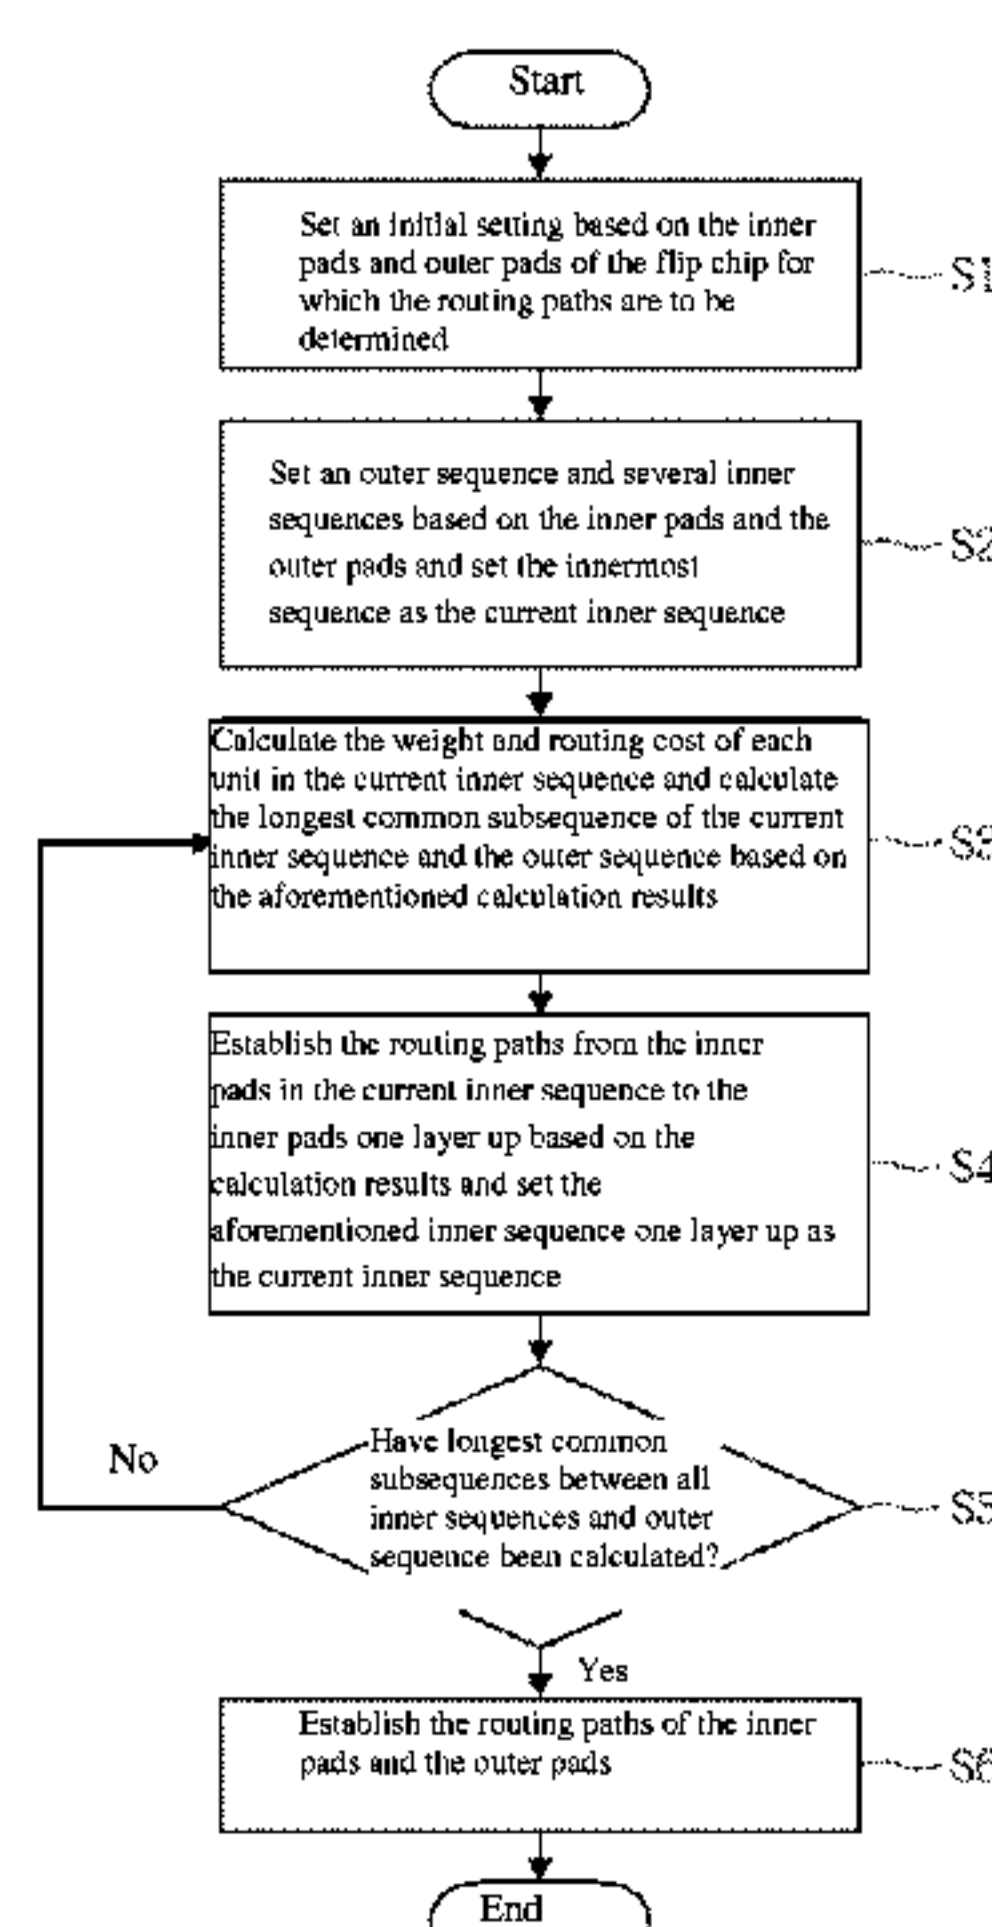 Start
Set an initial setting based on the inner
pads and outer pads of the flip chip for
which the routing paths are to be
determined
S1
Set an outer sequence and several inner
sequences based on the inner pads and the
outer pads and set the innermost
sequence as the current inner sequence
S2
Calculate the weight and routing cost of each
unit in the current inner sequence and calculate
the longest common subsequence of the current
inner sequence and the outer sequence based on
the aforementioned calculation results
S3
Establish the routing paths from the inner
pads in the current inner sequence to the
inner pads one layer up based on the
calculation results and set the
aforementioned inner sequence one layer up as
the current inner sequence
S4
Have longest common
subsequences between all
inner sequences and outer
sequence been calculated?
No
S5
Yes
Establish the routing paths of the inner
pads and the outer pads
S6
End